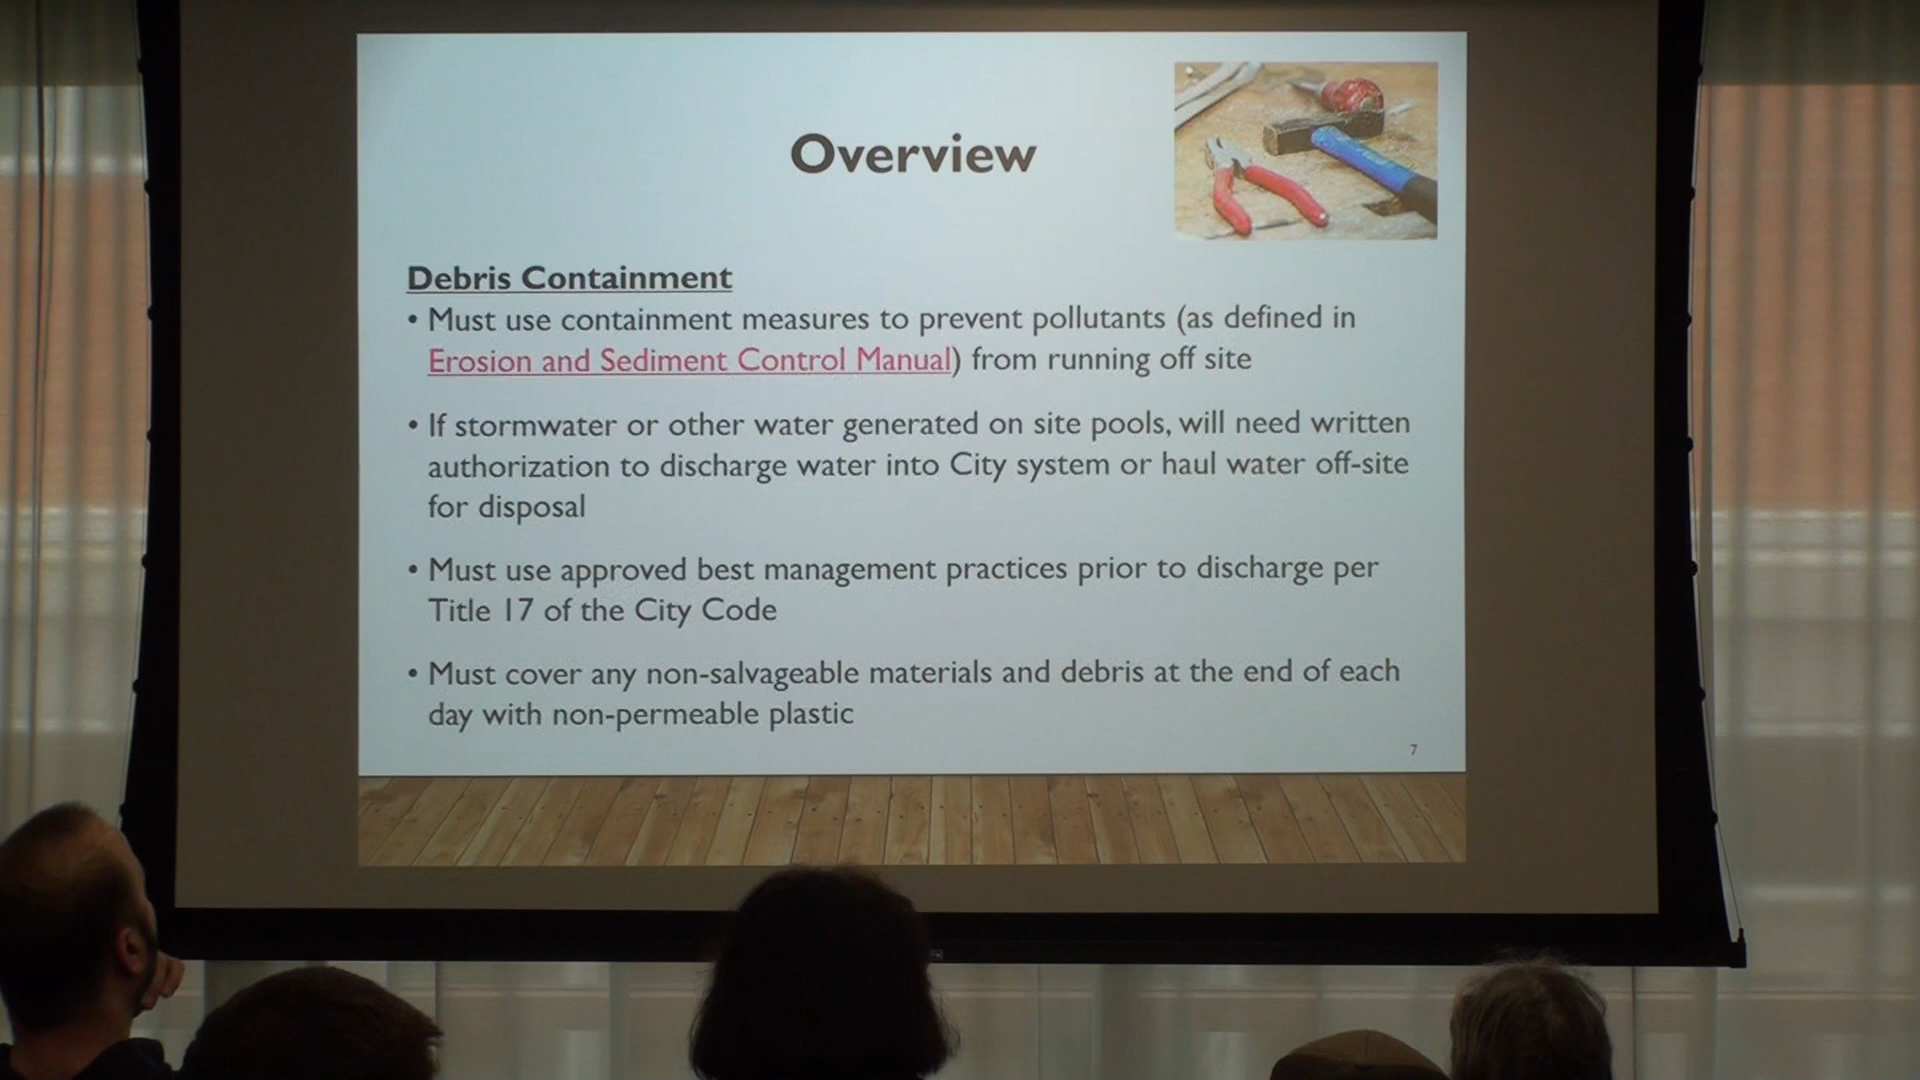 Overview
Debris Containment
• Must use containment measures to prevent pollutants (as defined in
Erosion and Sediment Control Manual) from running off site
• If stormwater or other water generated on site pools, will need written
authorization to discharge water into City system or haul water off-site
for disposal
• Must use approved best management practices prior to discharge per
Title 17 of the City Code
• Must cover any non-salvageable materials and debris at the end of each
day with non-permeable plastic
7